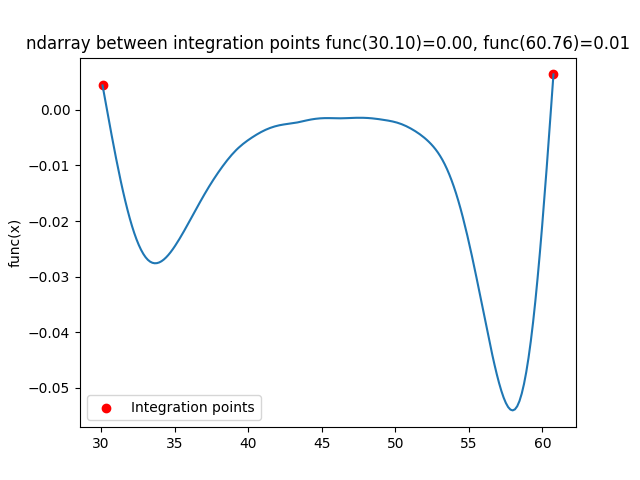 ndarray between integration points func(30.10)=0.00, func(60.76)=0.01
func(x)
0.00
−0.01
−0.02
−0.03
−0.04
−0.05
Integration points
30 35 40 45 50 55 60